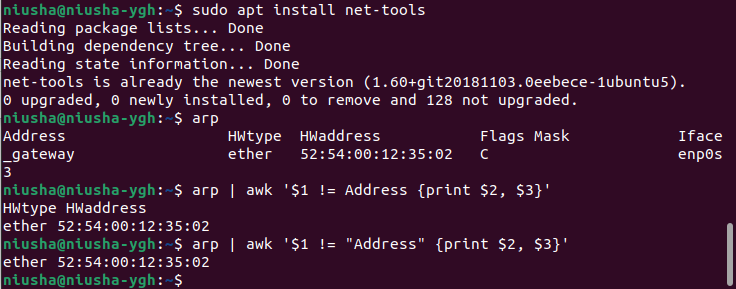 niusha@niusha-ygh:~$ sudo apt install net-tools
Reading package lists... Done
Building dependency tree... Done
Reading state information... Done
net-tools is already the newest version (1.60+git20181103.0eebece-1ubuntu5).
0 upgraded, 0 newly installed, 0 to remove and 128 not upgraded.
niusha@niusha-ygh:~$ arp
Address                  HWtype  HWaddress           Flags Mask            Iface
_gateway                 ether   52:54:00:12:35:02   C                     enp0s
3
niusha@niusha-ygh:~$ arp | awk '$1 != Address {print $2, $3}'
HWtype HWaddress
ether 52:54:00:12:35:02
niusha@niusha-ygh:~$ arp | awk '$1 != "Address" {print $2, $3}'
ether 52:54:00:12:35:02
niusha@niusha-ygh:~$